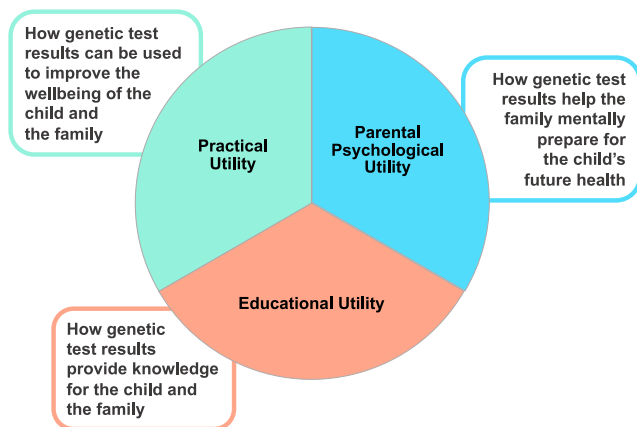 How genetic test
results can be used
to improve the
wellbeing of the
child and
the family
Practical
Utility
Parental
Psychological
Utility
How genetic test
results help the
family mentally
prepare for
the child's
future health
Educational Utility
How genetic
test results
provide knowledge
for the child and
the family